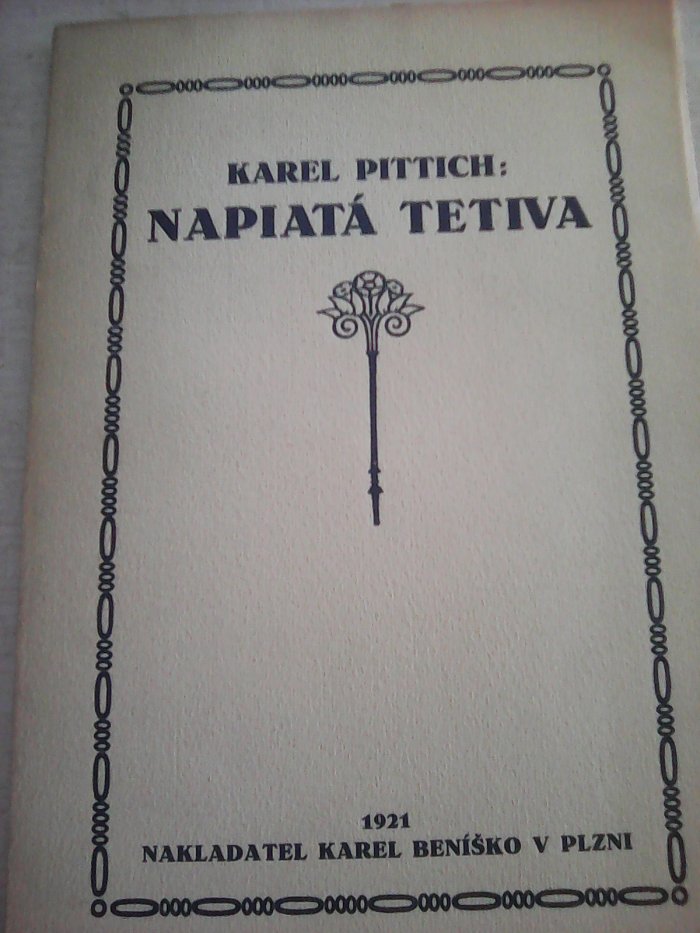 KAREL PITTICH:
NAPIATÁ TETIVA
1921
NAKLADATEL KAREL BENÍŠKO V PLZNI